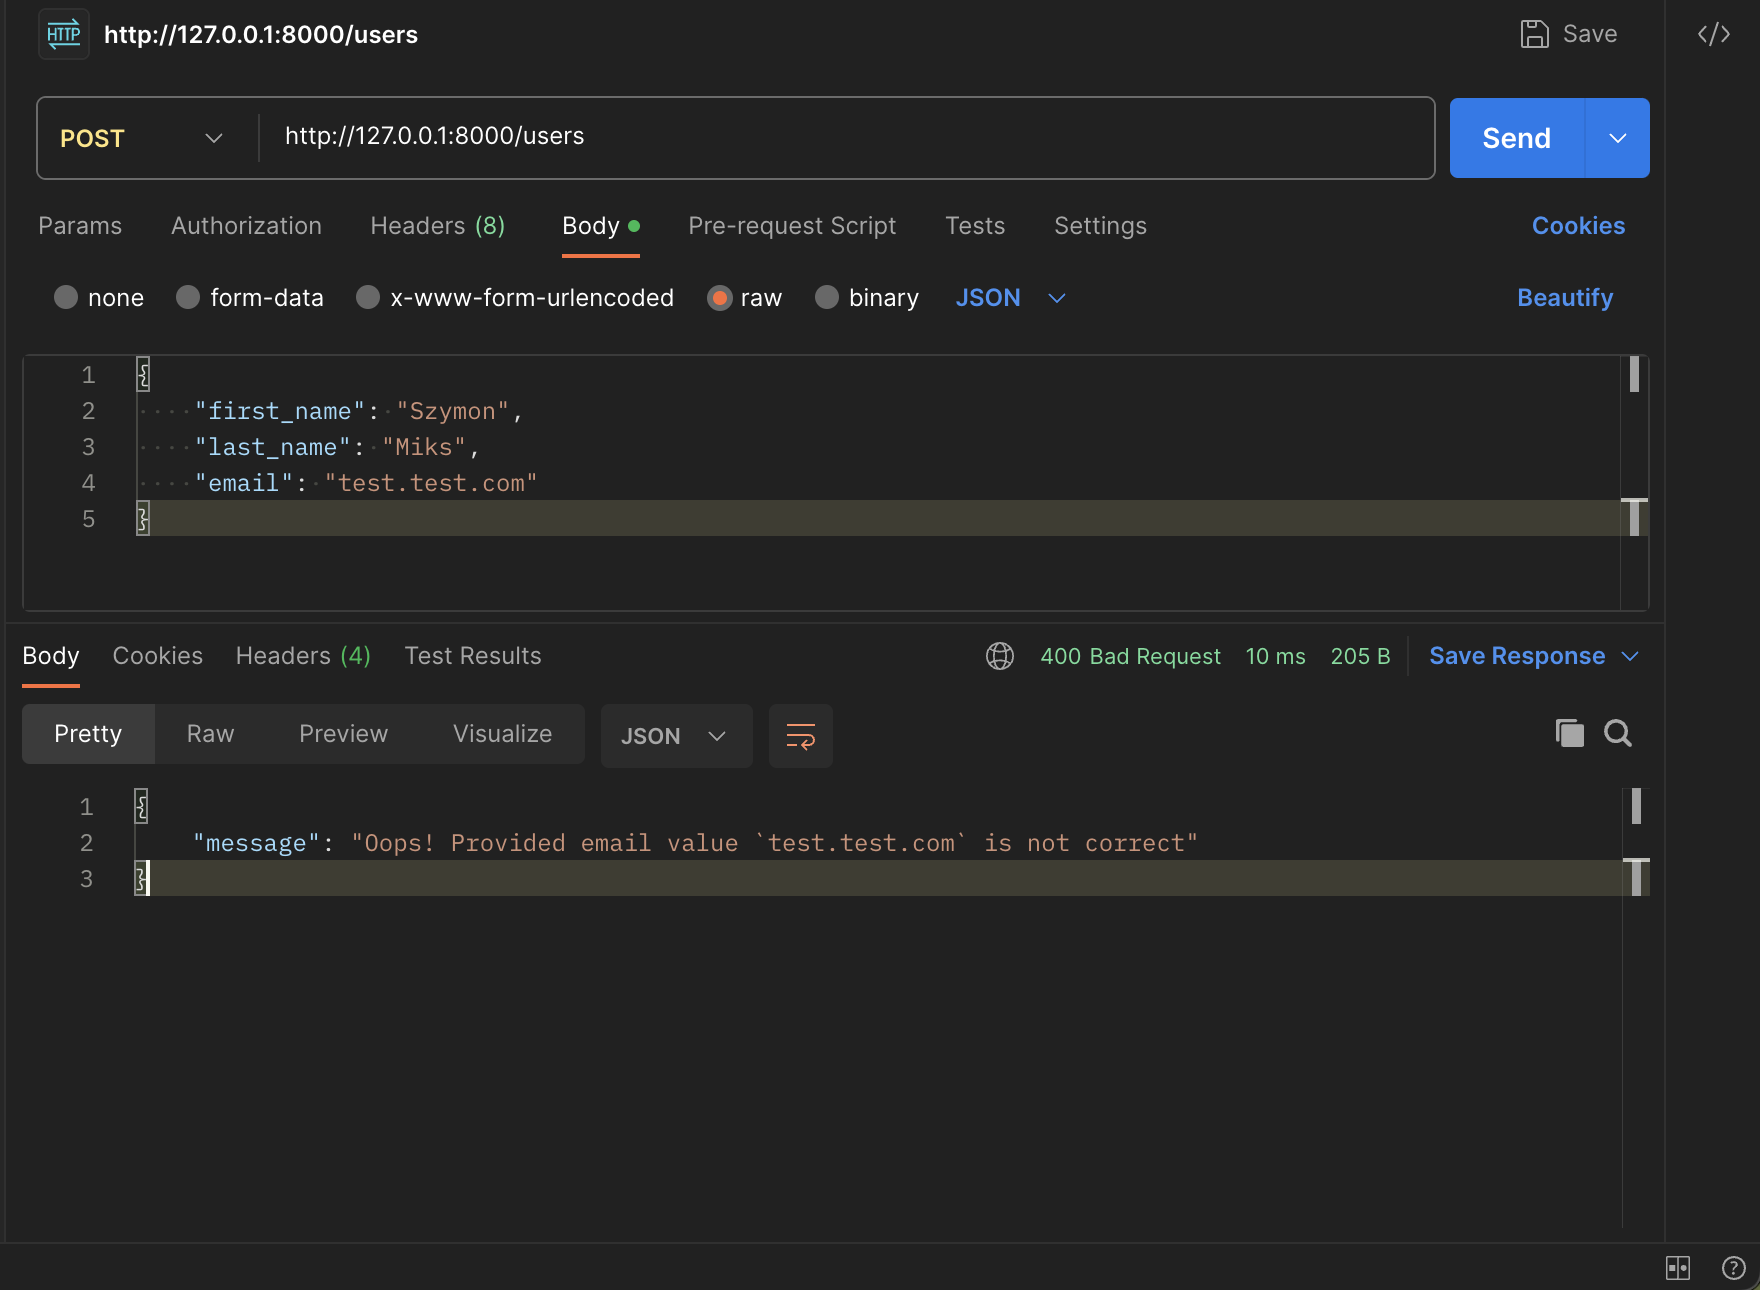 HTTP http://127.0.0.1:8000/users Save </>
POST http://127.0.0.1:8000/users Send
Params Authorization Headers (8) Body Pre-request Script Tests Settings Cookies
none form-data x-www-form-urlencoded raw binary JSON Beautify
1 {
2 ····"first_name":·"Szymon",
3 ····"last_name":·"Miks",
4 ····"email":·"test.test.com"
5 }
Body Cookies Headers (4) Test Results 400 Bad Request 10 ms 205 B Save Response
Pretty Raw Preview Visualize JSON
1 {
2 "message": "Oops! Provided email value `test.test.com` is not correct"
3 }
?